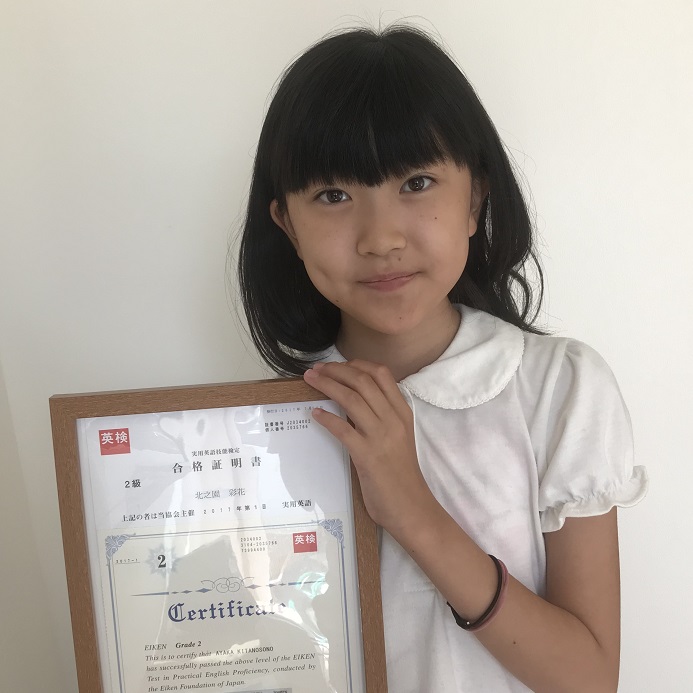 英検
実用英語技能検定
合格証明書
2級
北之園 彩花
上記の者は当協会主催 2017年第1回 実用英語
2017-1
2
英検
Certificate
EIKEN Grade 2
This is to certify that AYAKA KITANOSONO
has successfully passed the above level of the EIKEN
Test in Practical English Proficiency, conducted by
the Eiken Foundation of Japan.